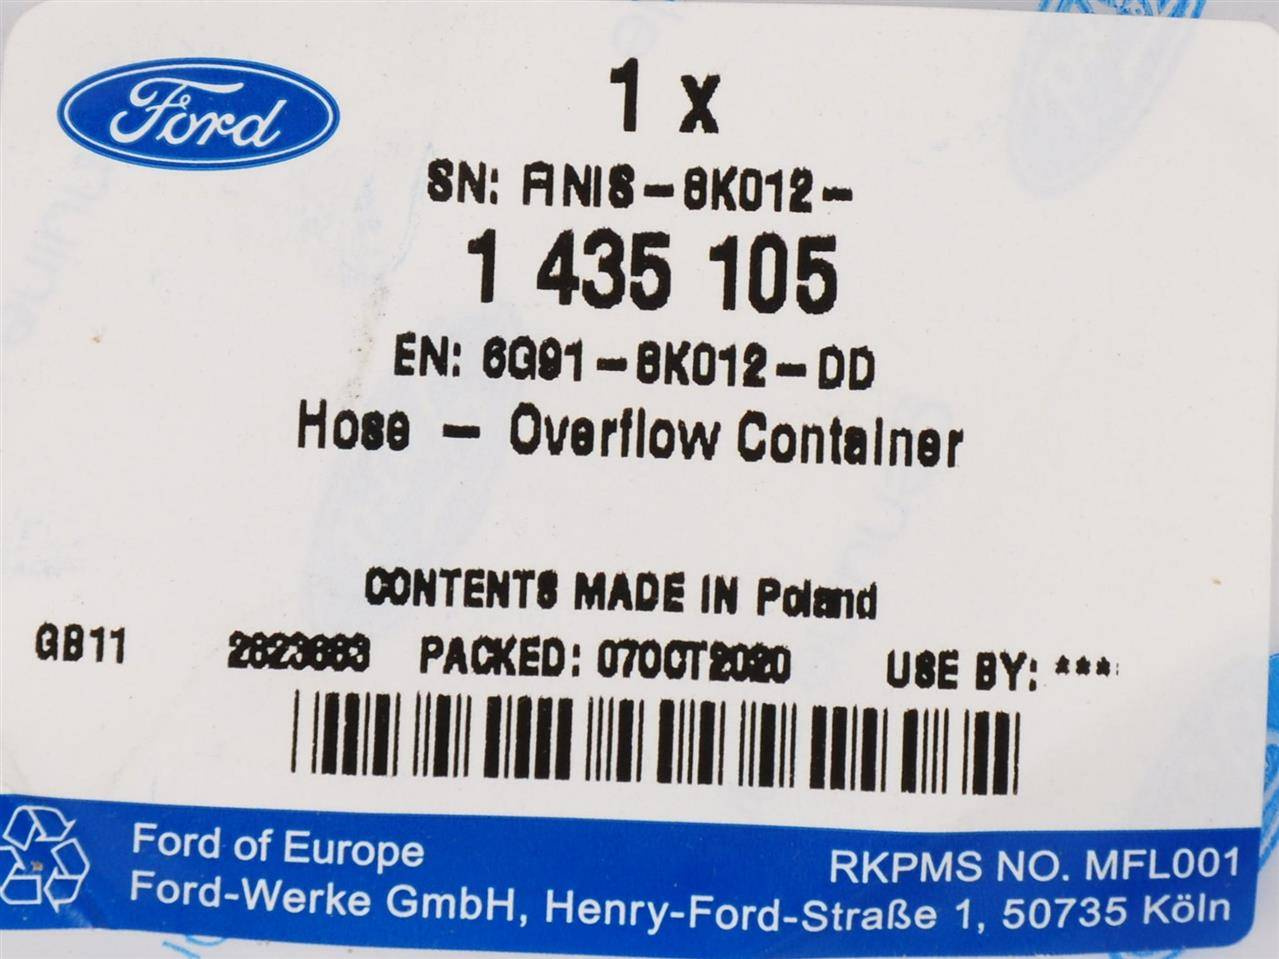 Ford
1 x
SN: ANIS-8K012-
1 435 105
EN: 6G91-8K012-DD
Hose - Overflow Container
CONTENTS MADE IN Poland
GB11 PACKED: 07OCT2020 USE BY: ***
Ford of Europe
RKPMS NO. MFL001
Ford-Werke GmbH, Henry-Ford-Straße 1, 50735 Köln